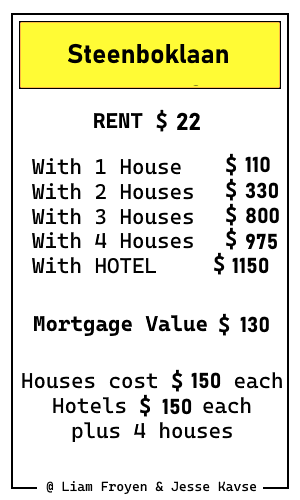 Steenboklaan
RENT $ 22
With 1 House $ 110
With 2 Houses $ 330
With 3 Houses $ 800
With 4 Houses $ 975
With HOTEL $ 1150
Mortgage Value $ 130
Houses cost $ 150 each
Hotels $ 150 each
plus 4 houses
@ Liam Froyen & Jesse Kavse